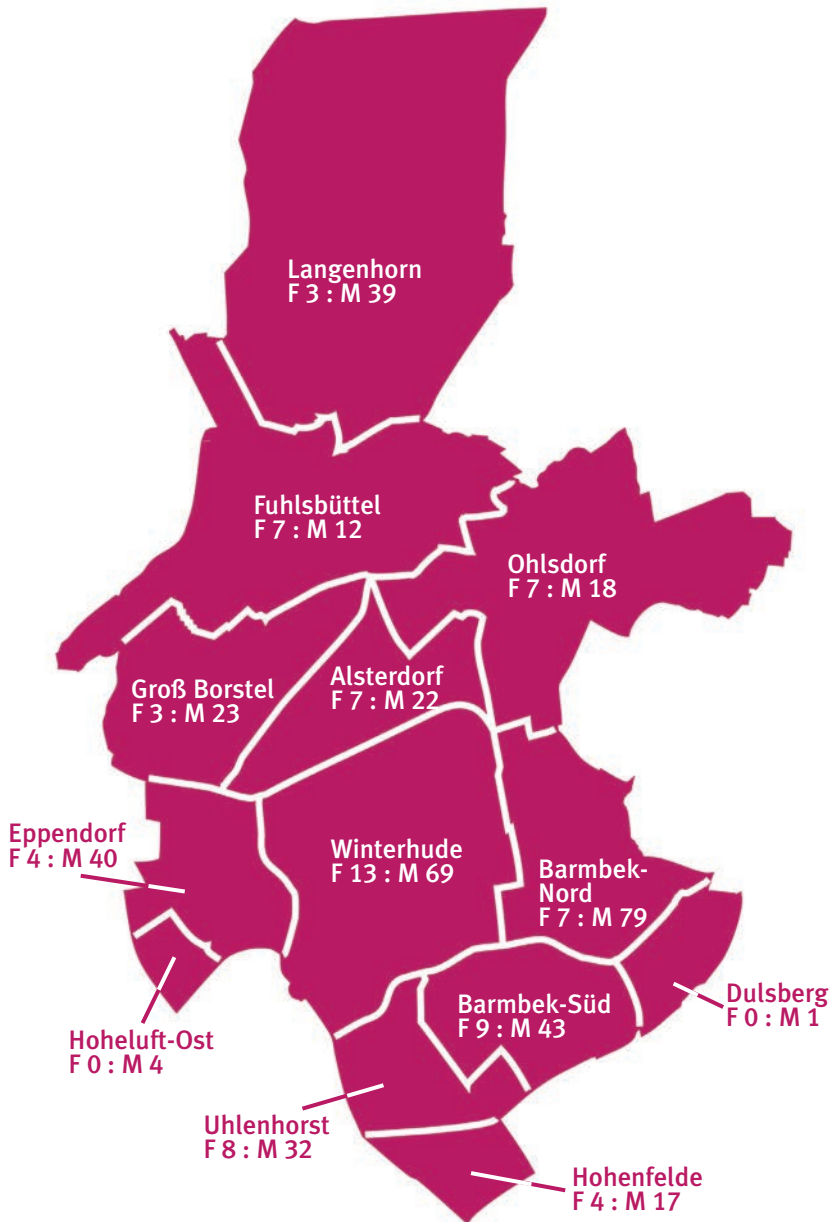 Langenhorn
F 3 : M 39
Fuhlsbüttel
F 7 : M 12
Ohlsdorf
F 7 : M 18
Groß Borstel
F 3 : M 23
Alsterdorf
F 7 : M 22
Eppendorf
F 4 : M 40
Winterhude
F 13 : M 69
Barmbek-
Nord
F 7 : M 79
Dulsberg
F 0 : M 1
Barmbek-Süd
F 9 : M 43
Hoheluft-Ost
F 0 : M 4
Uhlenhorst
F 8 : M 32
Hohenfelde
F 4 : M 17